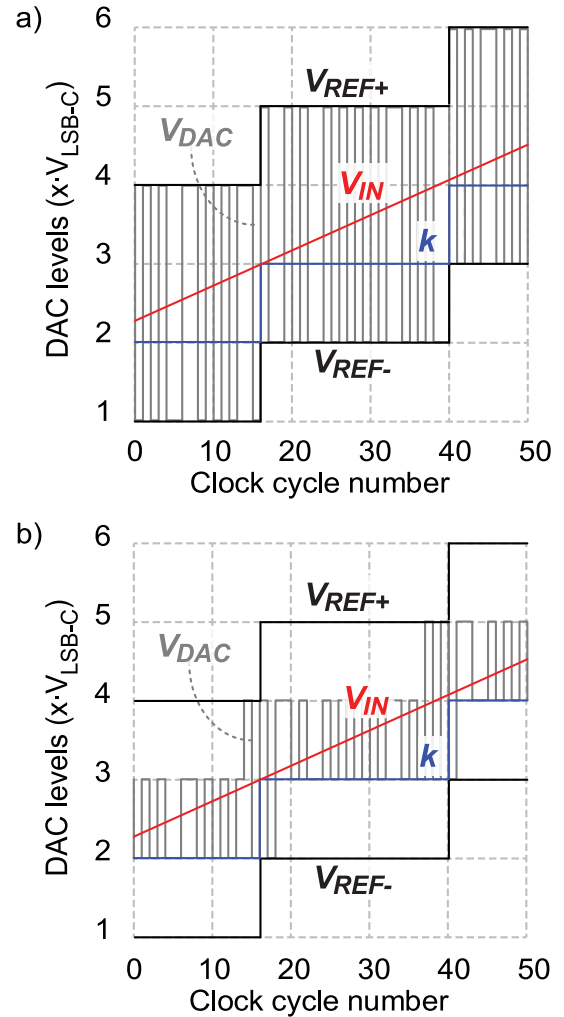 a)
6
5
4
3
2
1
DAC levels (x·V_LSB-C)
V_REF+
V_DAC
V_IN
k
V_REF-
0 10 20 30 40 50
Clock cycle number
b)
6
5
4
3
2
1
DAC levels (x·V_LSB-C)
V_REF+
V_DAC
V_IN
k
V_REF-
0 10 20 30 40 50
Clock cycle number